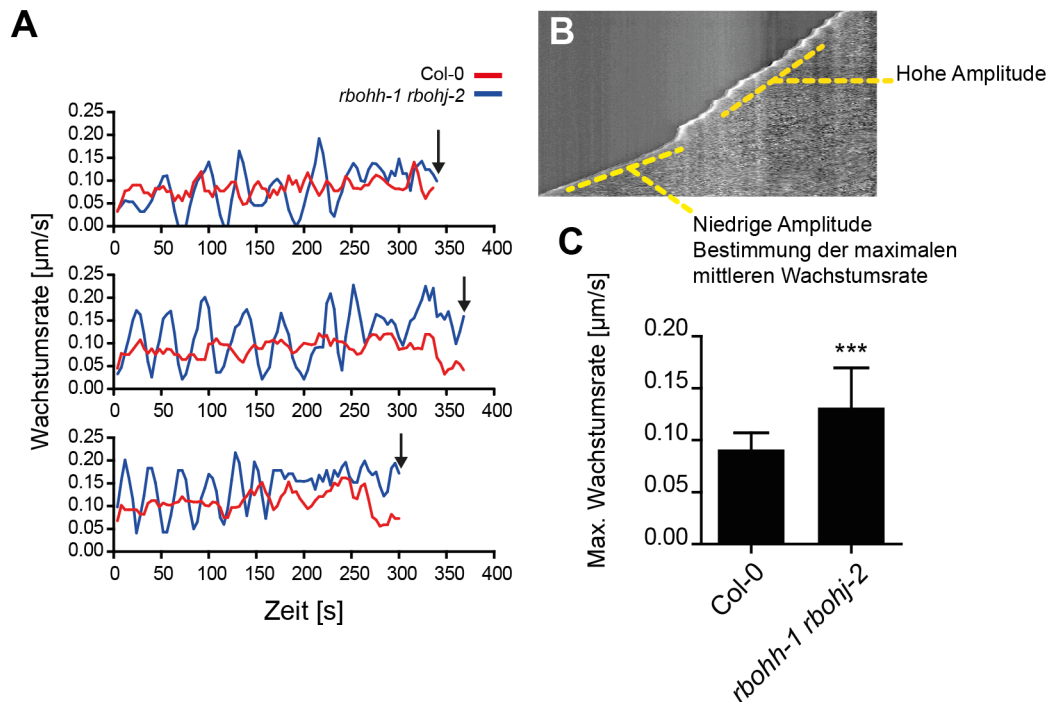 A
Col-0
rbohh-1 rbohj-2
Wachstumsrate [µm/s]
0.25
0.20
0.15
0.10
0.05
0.00
0 50 100 150 200 250 300 350 400
0.25
0.20
0.15
0.10
0.05
0.00
0 50 100 150 200 250 300 350 400
0.25
0.20
0.15
0.10
0.05
0.00
0 50 100 150 200 250 300 350 400
Zeit [s]
B
Hohe Amplitude
Niedrige Amplitude
Bestimmung der maximalen
mittleren Wachstumsrate
C
Max. Wachstumsrate [µm/s]
0.20
0.15
0.10
0.05
0.00
***
Col-0
rbohh-1 rbohj-2